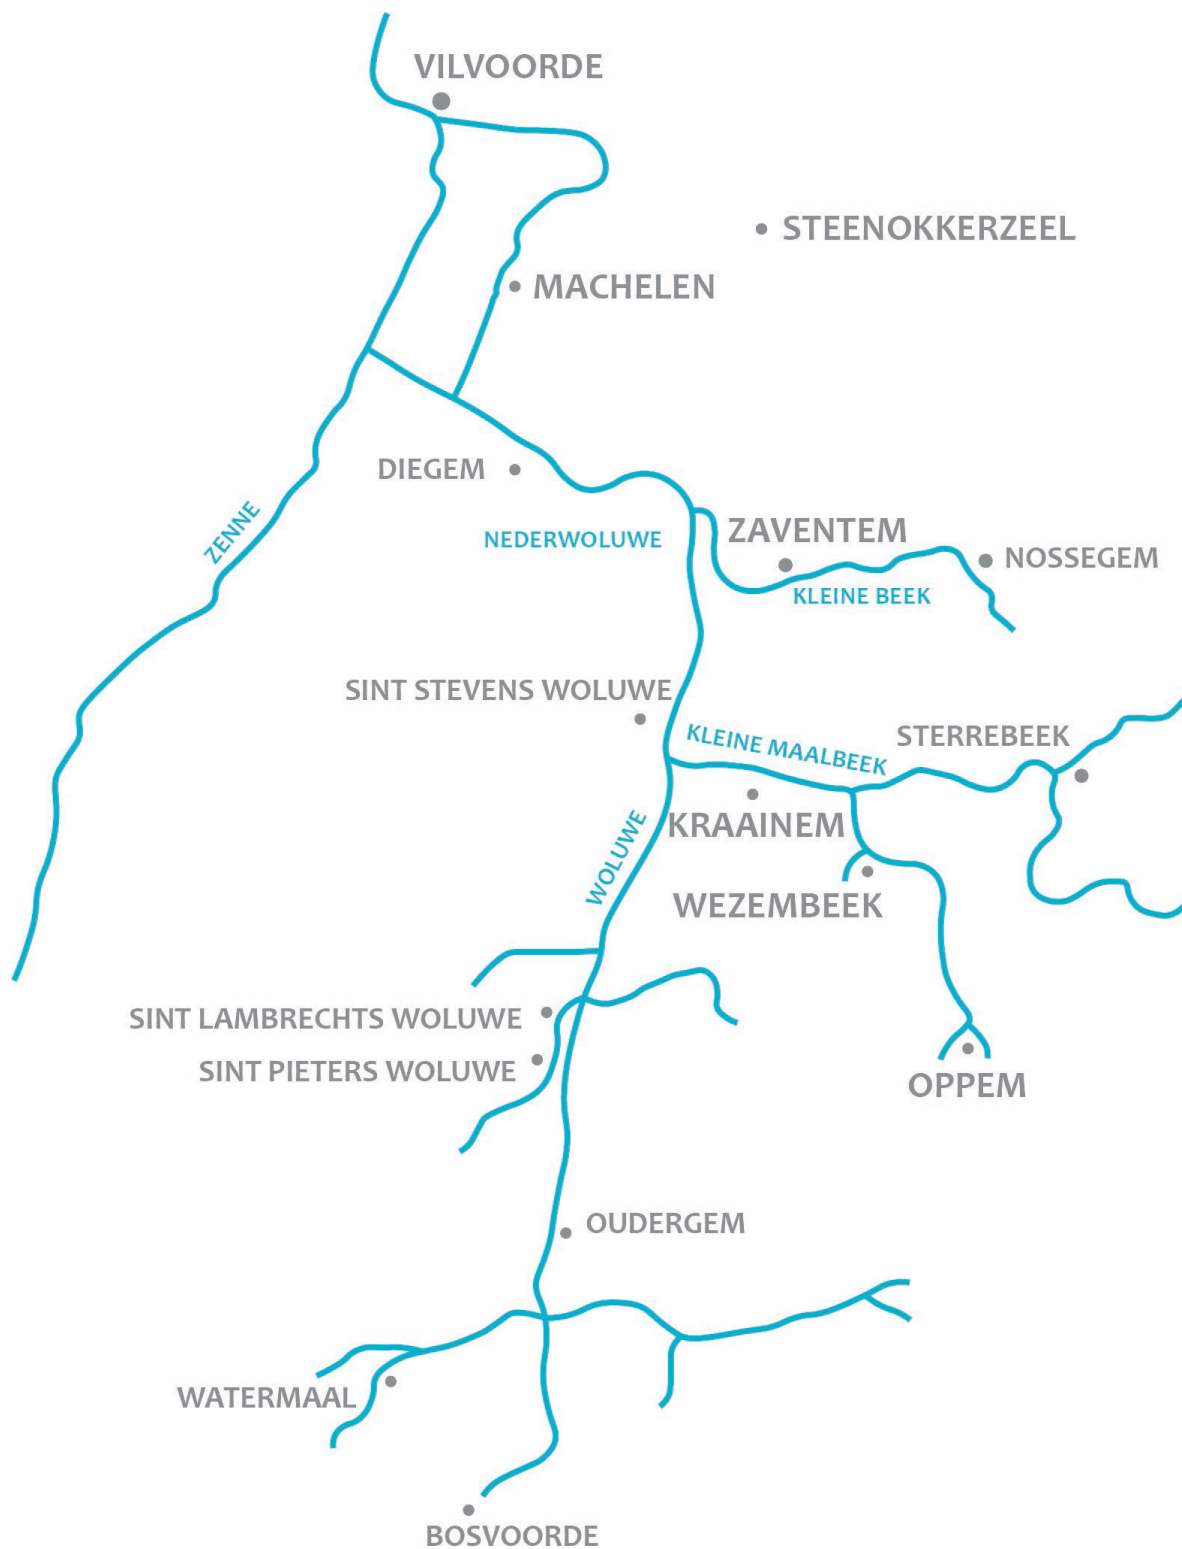 VILVOORDE
STEENOKKERZEEL
MACHELEN
DIEGEM
ZENNE
NEDERWOLUWE
ZAVENTEM
NOSSEGEM
KLEINE BEEK
SINT STEVENS WOLUWE
KLEINE MAALBEEK
STERREBEEK
KRAAINEM
WOLUWE
WEZEMBEEK
SINT LAMBRECHTS WOLUWE
SINT PIETERS WOLUWE
OPPEM
OUDERGEM
WATERMAAL
BOSVOORDE